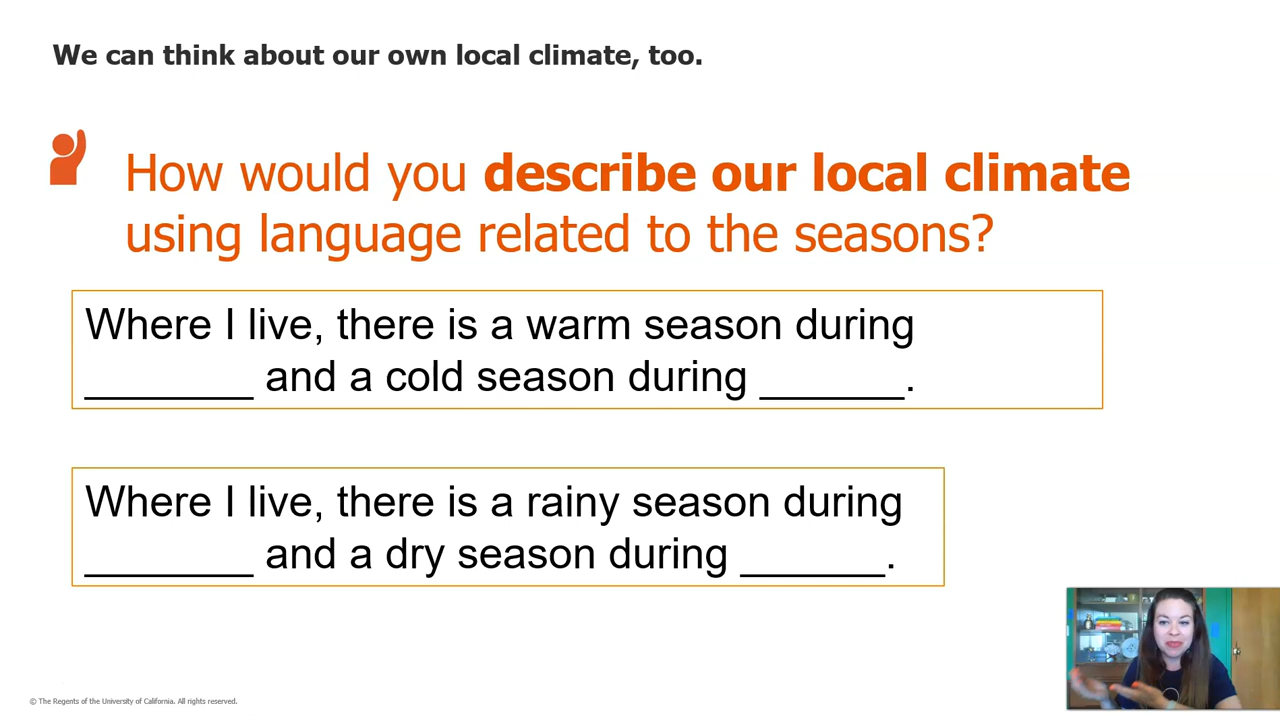 We can think about our own local climate, too.
How would you describe our local climate
using language related to the seasons?
Where I live, there is a warm season during
_______ and a cold season during ______.
Where I live, there is a rainy season during
_______ and a dry season during ______.
© The Regents of the University of California. All rights reserved.